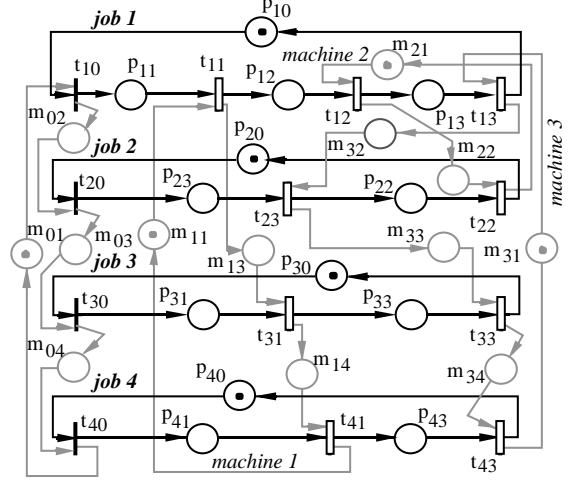 job 1
p10
machine 2
m21
t10
p11
t11
p12
t12
p13
t13
m02
p20
m32
m22
machine 3
job 2
t20
p23
t23
p22
t22
m01
m03
m11
m13
m33
m31
job 3
p30
t30
p31
t31
p33
t33
m04
m14
m34
job 4
p40
t40
p41
t41
p43
t43
machine 1